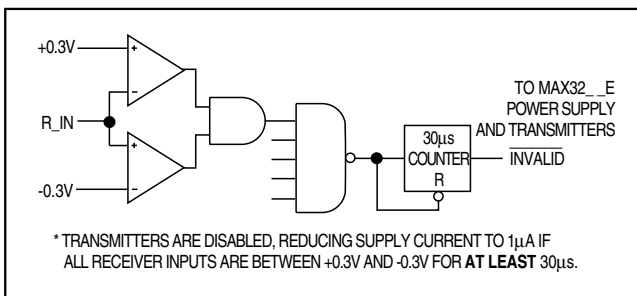 +0.3V
R_IN
-0.3V
+
-
+
-
30µs
COUNTER
R
TO MAX32_ _E
POWER SUPPLY
AND TRANSMITTERS
INVALID
* TRANSMITTERS ARE DISABLED, REDUCING SUPPLY CURRENT TO 1µA IF
ALL RECEIVER INPUTS ARE BETWEEN +0.3V AND -0.3V FOR AT LEAST 30µs.